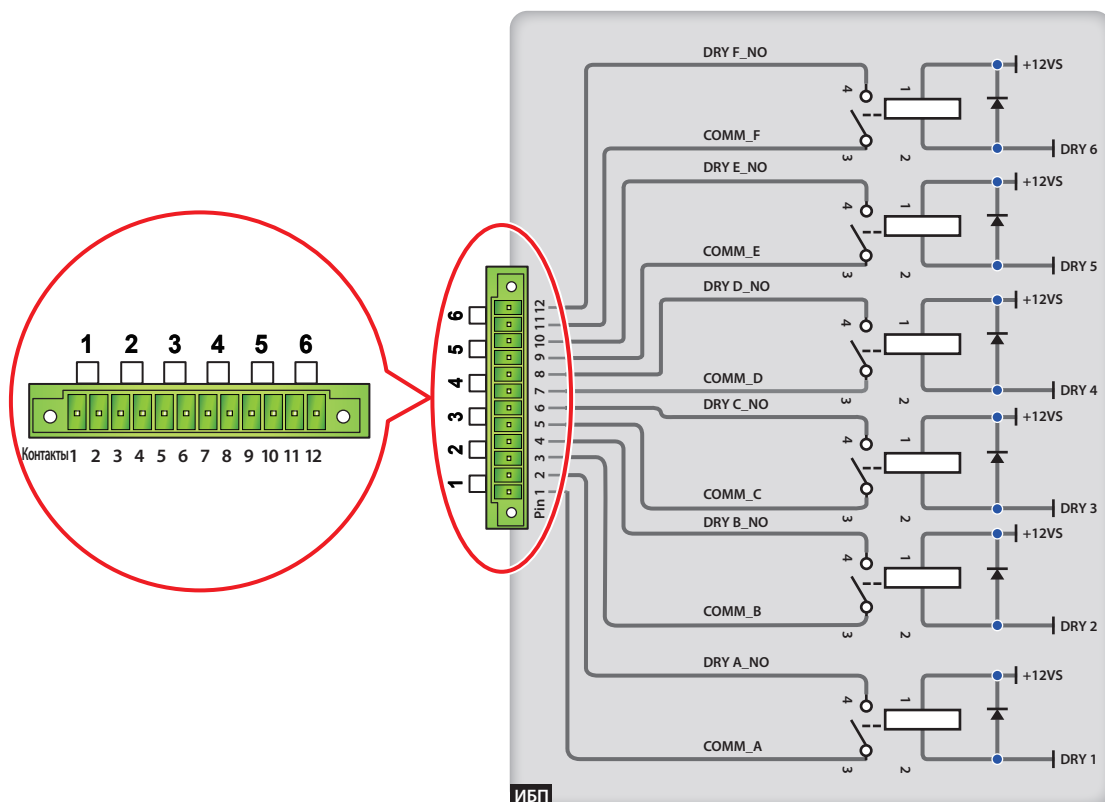 DRY F_NO
+12VS
4
1
COMM_F
3
2
DRY 6
DRY E_NO
+12VS
4
1
COMM_E
3
2
DRY 5
DRY D_NO
+12VS
4
1
COMM_D
3
2
DRY 4
DRY C_NO
+12VS
4
1
COMM_C
3
2
DRY 3
DRY B_NO
+12VS
4
1
COMM_B
3
2
DRY 2
DRY A_NO
+12VS
4
1
COMM_A
3
2
DRY 1
6
5
4
3
2
1
Pin 1 2 3 4 5 6 7 8 9 10 11 12
1 2 3 4 5 6
Контакты 1 2 3 4 5 6 7 8 9 10 11 12
ИБП